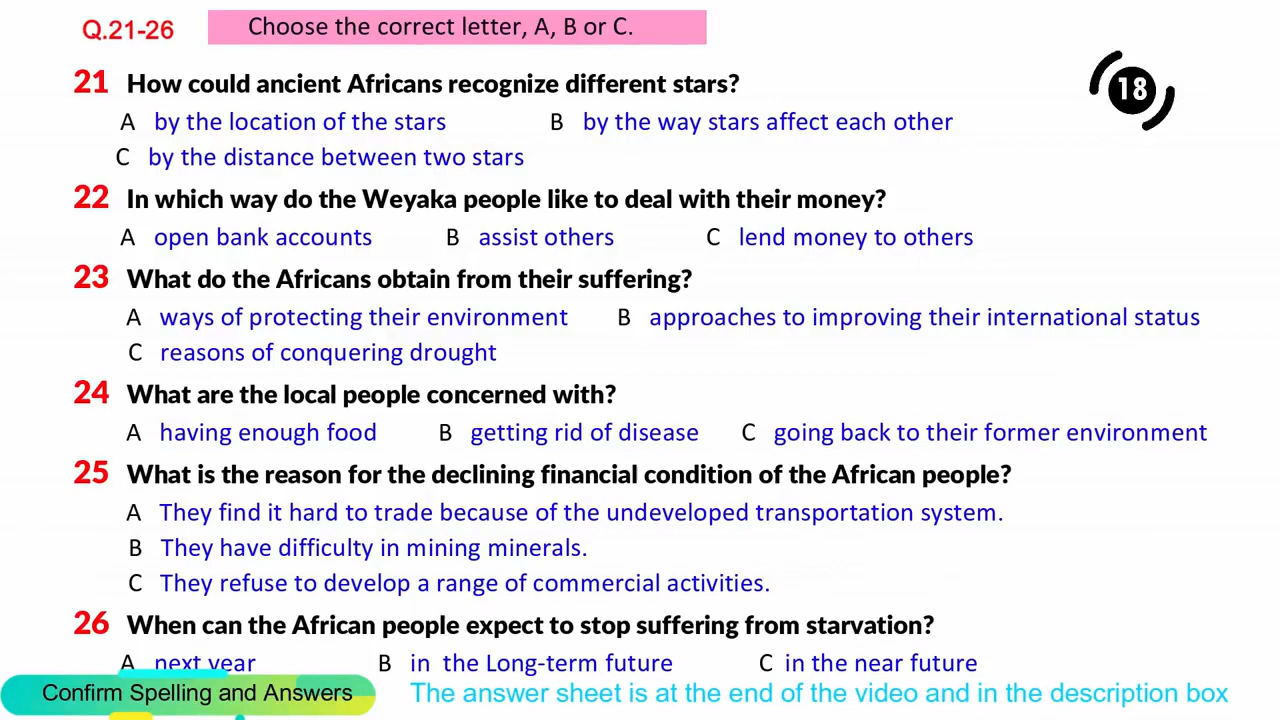 Q.21-26 Choose the correct letter, A, B or C.
18
21 How could ancient Africans recognize different stars?
A by the location of the stars B by the way stars affect each other
C by the distance between two stars
22 In which way do the Weyaka people like to deal with their money?
A open bank accounts B assist others C lend money to others
23 What do the Africans obtain from their suffering?
A ways of protecting their environment B approaches to improving their international status
C reasons of conquering drought
24 What are the local people concerned with?
A having enough food B getting rid of disease C going back to their former environment
25 What is the reason for the declining financial condition of the African people?
A They find it hard to trade because of the undeveloped transportation system.
B They have difficulty in mining minerals.
C They refuse to develop a range of commercial activities.
26 When can the African people expect to stop suffering from starvation?
A next year B in the Long-term future C in the near future
Confirm Spelling and Answers The answer sheet is at the end of the video and in the description box